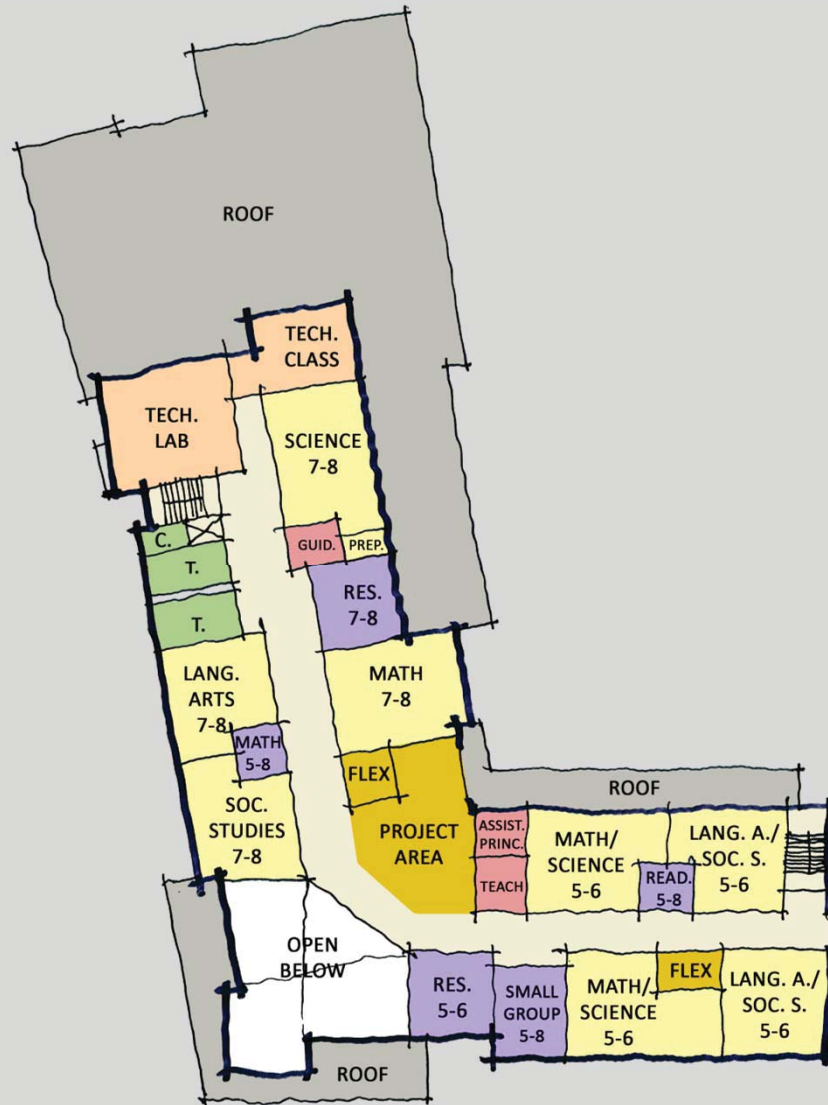 ROOF
TECH.
CLASS
TECH.
LAB
SCIENCE
7-8
C.
GUID.
PREP.
T.
RES.
7-8
T.
LANG.
ARTS
7-8
MATH
7-8
MATH
5-8
FLEX
SOC.
STUDIES
7-8
PROJECT
AREA
ROOF
ASSIST.
PRINC.
TEACH
MATH/
SCIENCE
5-6
READ.
5-8
LANG. A./
SOC. S.
5-6
OPEN
BELOW
RES.
5-6
SMALL
GROUP
5-8
MATH/
SCIENCE
5-6
FLEX
LANG. A./
SOC. S.
5-6
ROOF